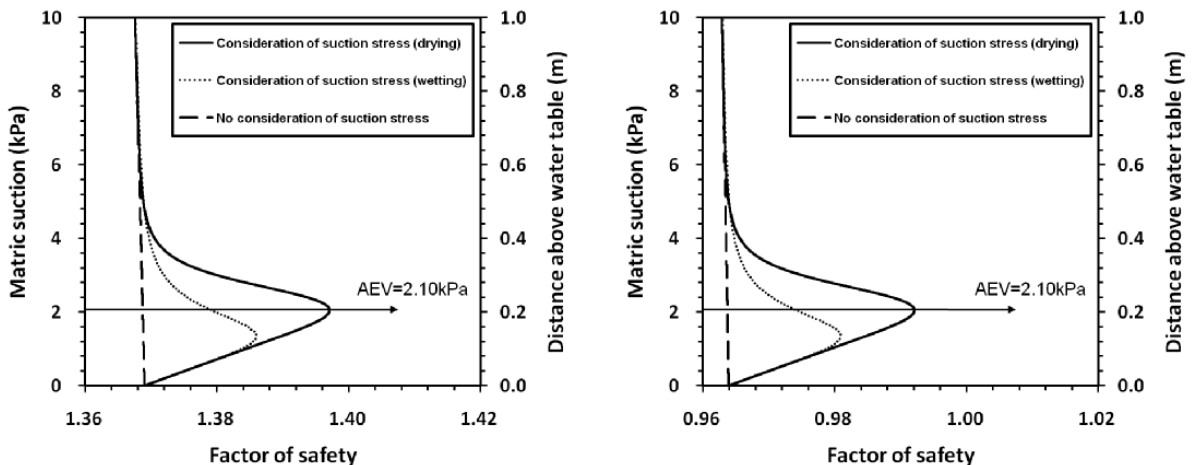 Matric suction (kPa)
10
8
6
4
2
0
Consideration of suction stress (drying)
Consideration of suction stress (wetting)
No consideration of suction stress
AEV=2.10kPa
1.0
0.8
0.6
0.4
0.2
0.0
Distance above water table (m)
1.36
1.38
1.40
1.42
Factor of safety
Matric suction (kPa)
10
8
6
4
2
0
Consideration of suction stress (drying)
Consideration of suction stress (wetting)
No consideration of suction stress
AEV=2.10kPa
1.0
0.8
0.6
0.4
0.2
0.0
Distance above water table (m)
0.96
0.98
1.00
1.02
Factor of safety